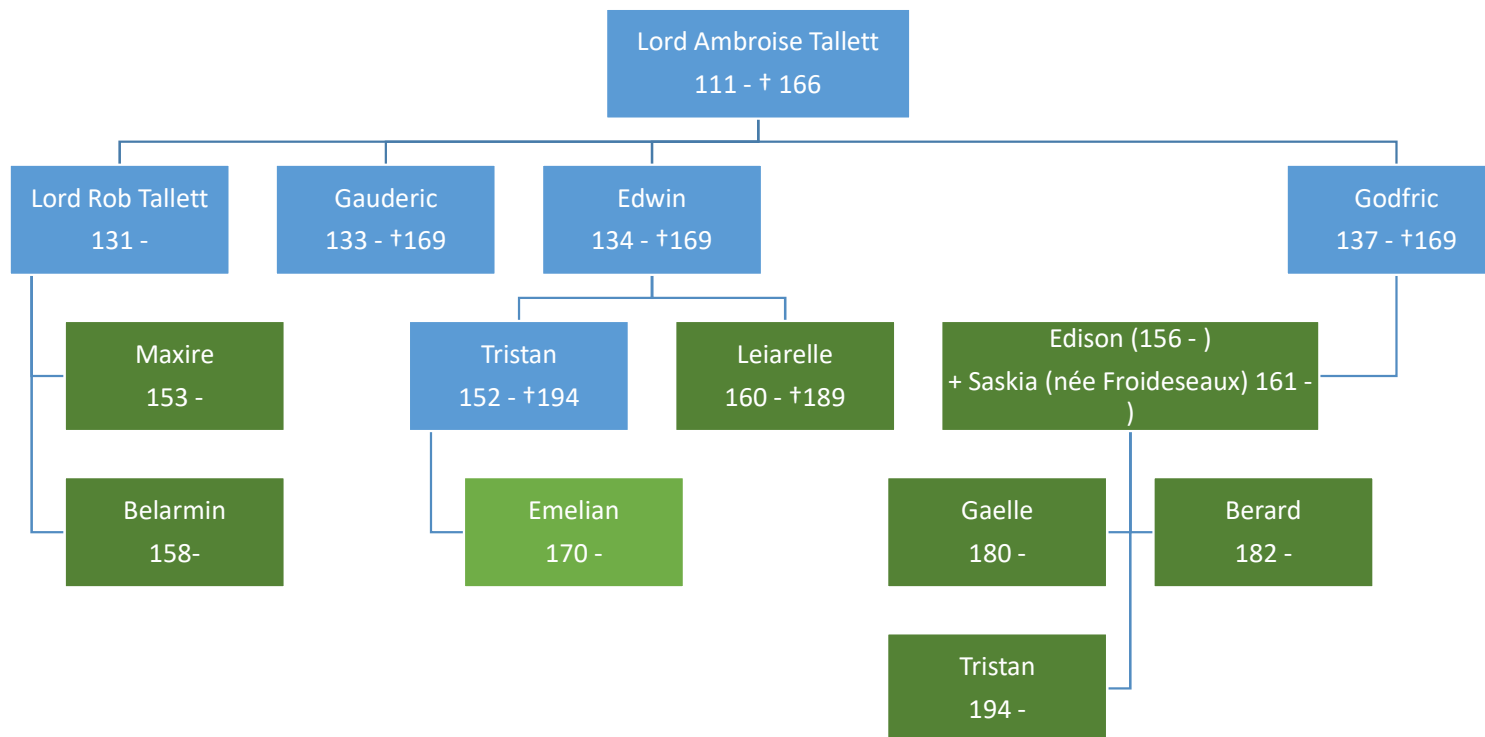 Lord Ambroise Tallett
111 - † 166
Lord Rob Tallett
131 -
Gauderic
133 - †169
Edwin
134 - †169
Godfric
137 - †169
Maxire
153 -
Tristan
152 - †194
Leiarelle
160 - †189
Edison (156 - )
+ Saskia (née Froideseaux) 161 -
)
Belarmin
158-
Emelian
170 -
Gaelle
180 -
Berard
182 -
Tristan
194 -